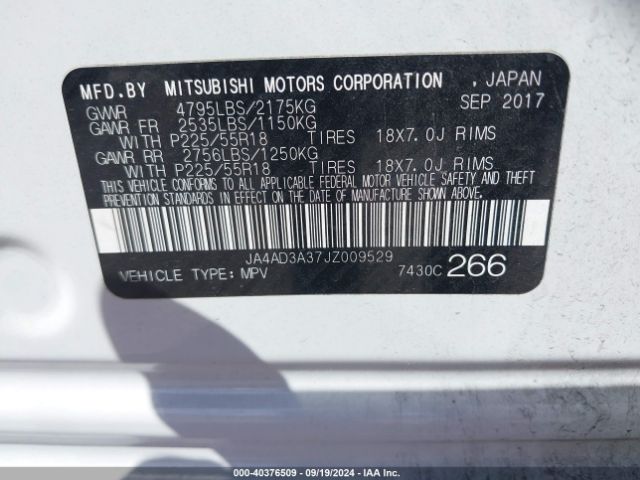 MFD.BY MITSUBISHI MOTORS CORPORATION , JAPAN
GVWR 4795LBS/2175KG SEP 2017
GAWR FR 2535LBS/1150KG
WITH P225/55R18 TIRES 18X7.0J RIMS
GAWR RR 2756LBS/1250KG
WITH P225/55R18 TIRES 18X7.0J RIMS
THIS VEHICLE CONFORMS TO ALL APPLICABLE FEDERAL MOTOR VEHICLE SAFETY AND THEFT
PREVENTION STANDARDS IN EFFECT ON THE DATE OF MANUFACTURE SHOWN ABOVE.
JA4AD3A37JZ009529
VEHICLE TYPE: MPV 7430C 266
000-40376509 - 09/19/2024 - IAA Inc.